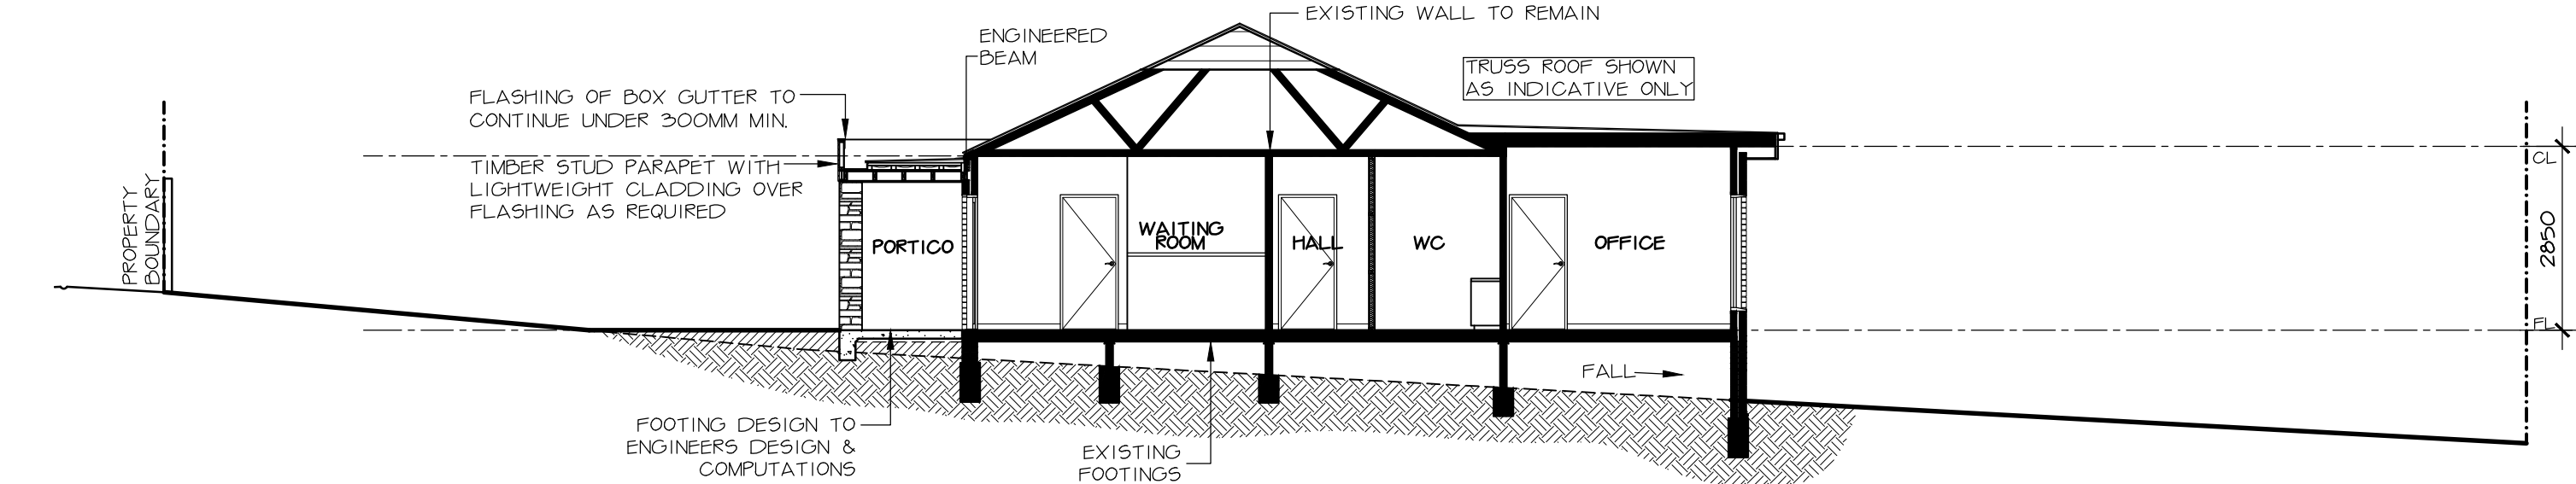 EXISTING WALL TO REMAIN
ENGINEERED
BEAM
TRUSS ROOF SHOWN
AS INDICATIVE ONLY
FLASHING OF BOX GUTTER TO
CONTINUE UNDER 300MM MIN.
TIMBER STUD PARAPET WITH
LIGHTWEIGHT CLADDING OVER
FLASHING AS REQUIRED
PROPERTY
BOUNDARY
PORTICO
WAITING
ROOM
HALL
WC
OFFICE
CL
2850
FL
FALL
FOOTING DESIGN TO
ENGINEERS DESIGN &
COMPUTATIONS
EXISTING
FOOTINGS